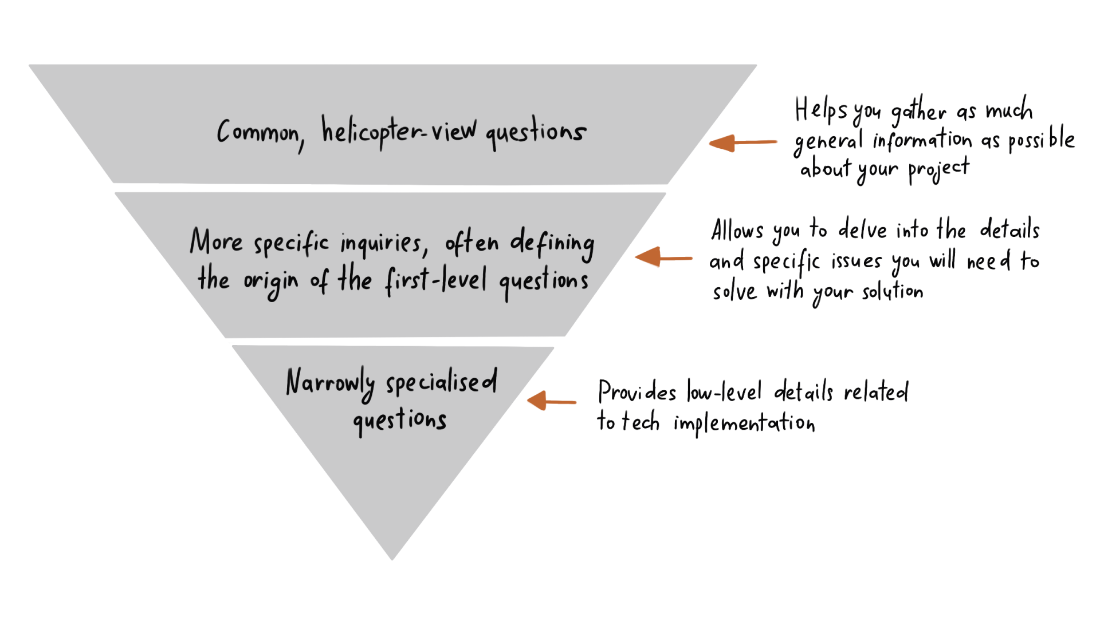 Common, helicopter-view questions
Helps you gather as much
general information as possible
about your project
More specific inquiries, often defining
the origin of the first-level questions
Allows you to delve into the details
and specific issues you will need to
solve with your solution
Narrowly specialised
questions
Provides low-level details related
to tech implementation